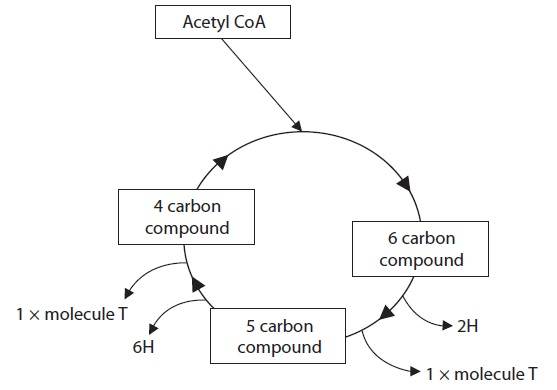 Acetyl CoA
4 carbon
compound
6 carbon
compound
1 × molecule T
6H
5 carbon
compound
2H
1 × molecule T